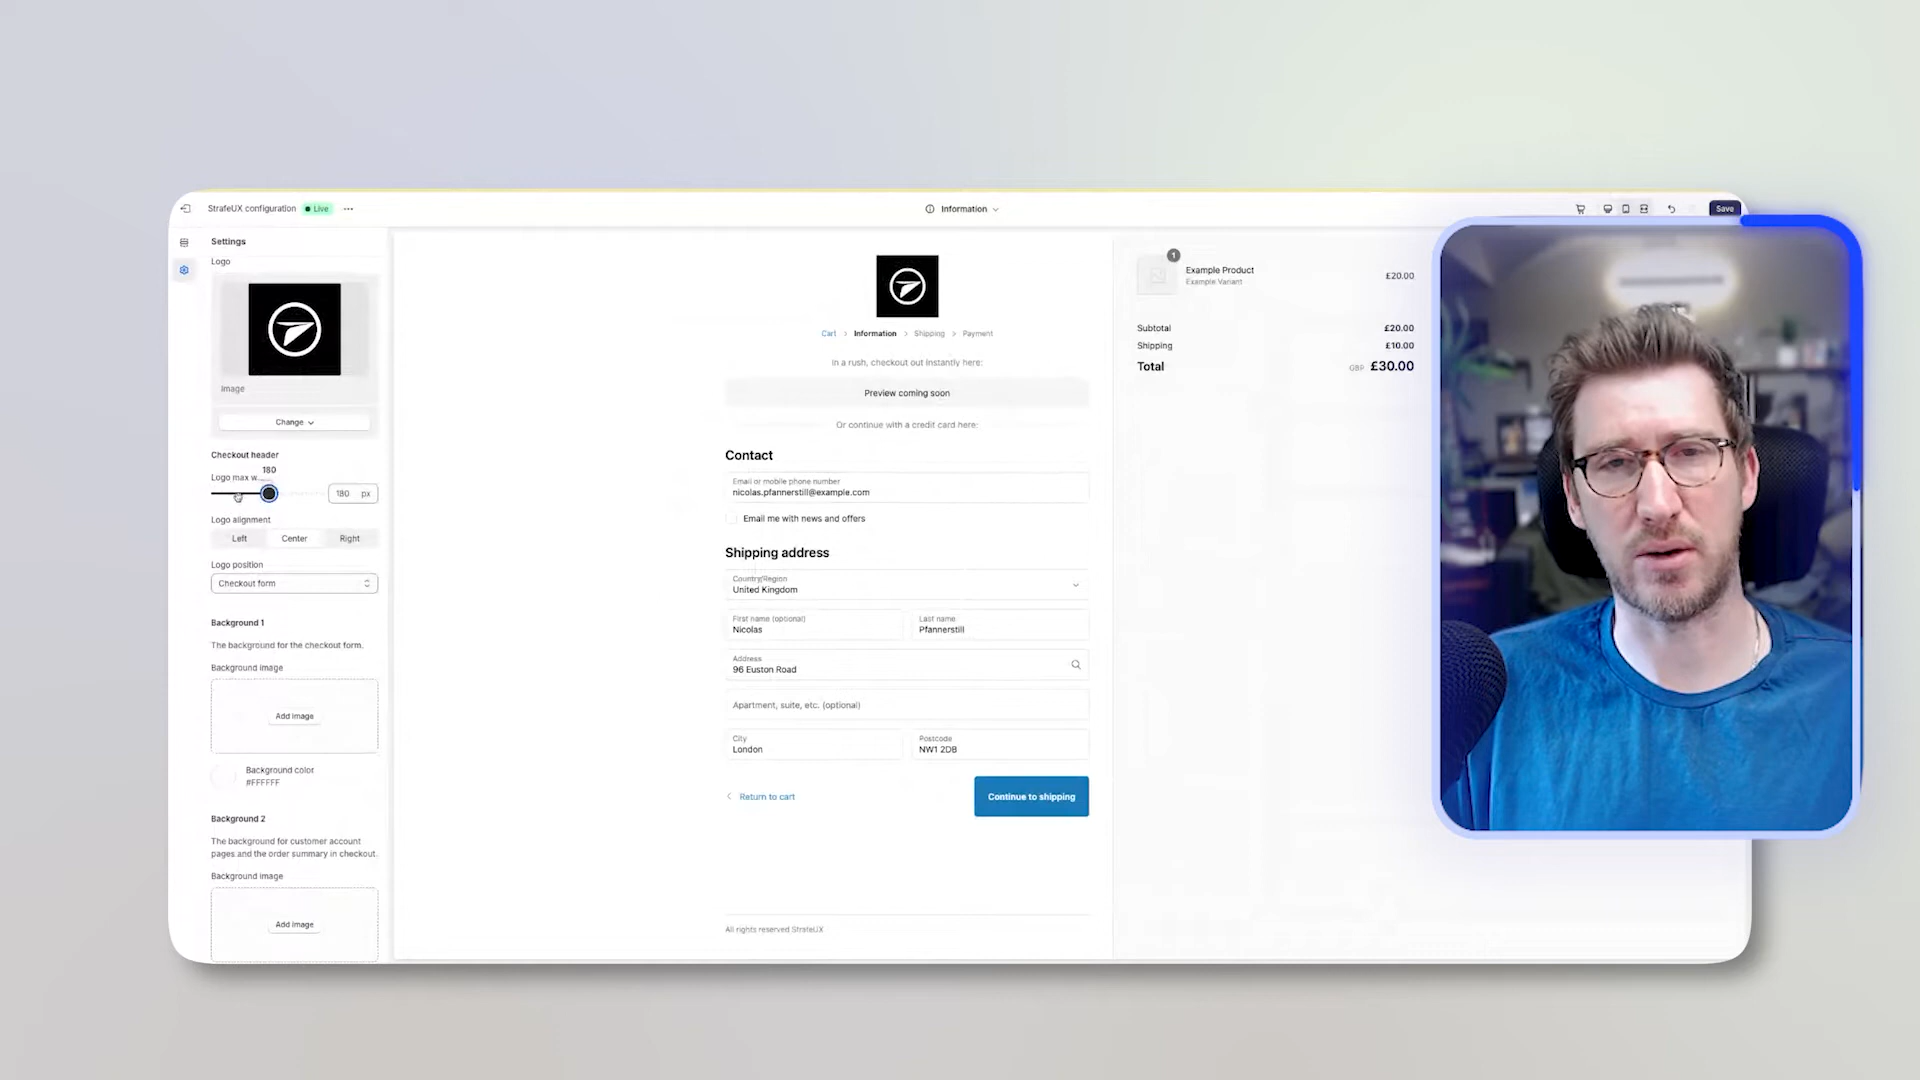 StrafeUX configuration
Live
Information
Save
Settings
Logo
Image
Change
Checkout header
180
Logo max w...
180 px
Logo alignment
Left
Center
Right
Logo position
Checkout form
Background 1
The background for the checkout form.
Background image
Add image
Background color
#FFFFFF
Background 2
The background for customer account
pages and the order summary in checkout.
Background image
Add image
Cart > Information > Shipping > Payment
In a rush, checkout out instantly here:
Preview coming soon
Or continue with a credit card here:
Contact
Email or mobile phone number
nicolas.pfannerstill@example.com
Email me with news and offers
Shipping address
Country/Region
United Kingdom
First name (optional)
Nicolas
Last name
Pfannerstill
Address
96 Euston Road
Apartment, suite, etc. (optional)
City
London
Postcode
NW1 2DB
Return to cart
Continue to shipping
All rights reserved StrafeUX
1
Example Product
Example Variant
£20.00
Subtotal £20.00
Shipping £10.00
Total GBP £30.00